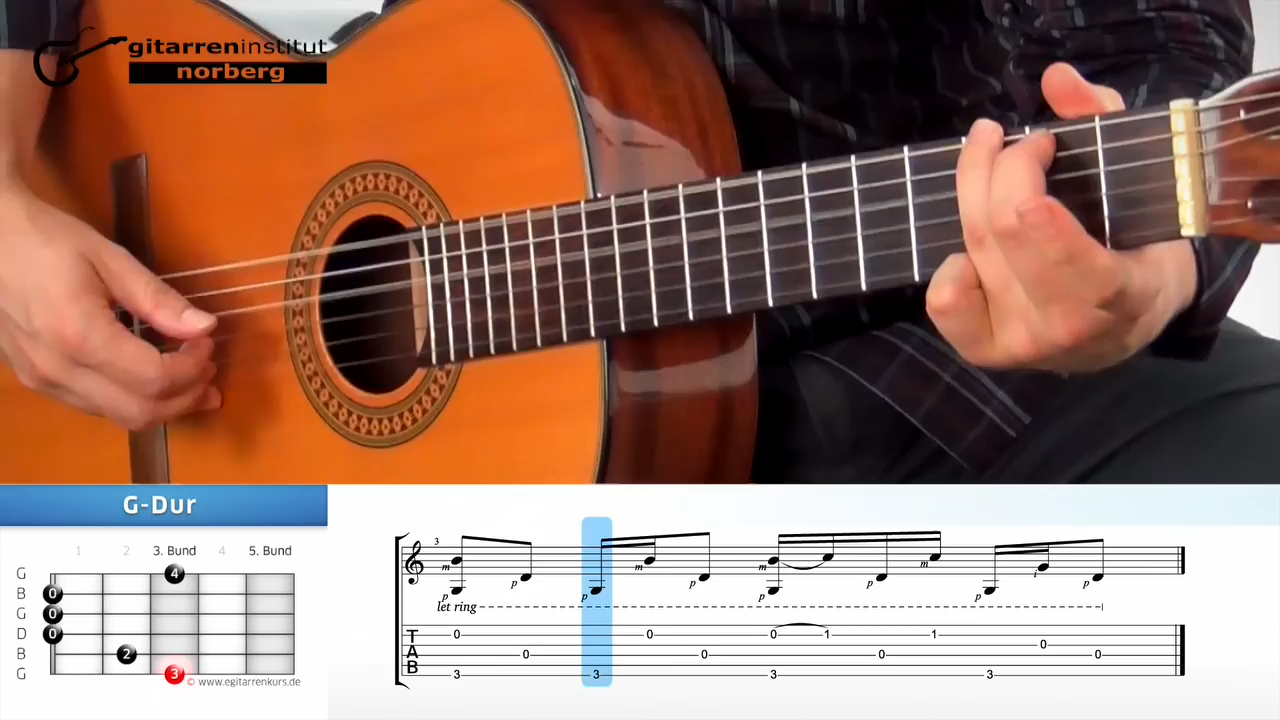 gitarreninstitut
norberg
G-Dur
1 2 3. Bund 4 5. Bund
G 4
B 0
G 0
D 0
B 2
G 3
© www.egitarrenkurs.de
3
m p p m p m p p m p i p
p
let ring
T 0 0 0 1 1
A 0 0 0 0 0
B 3 3 3 3